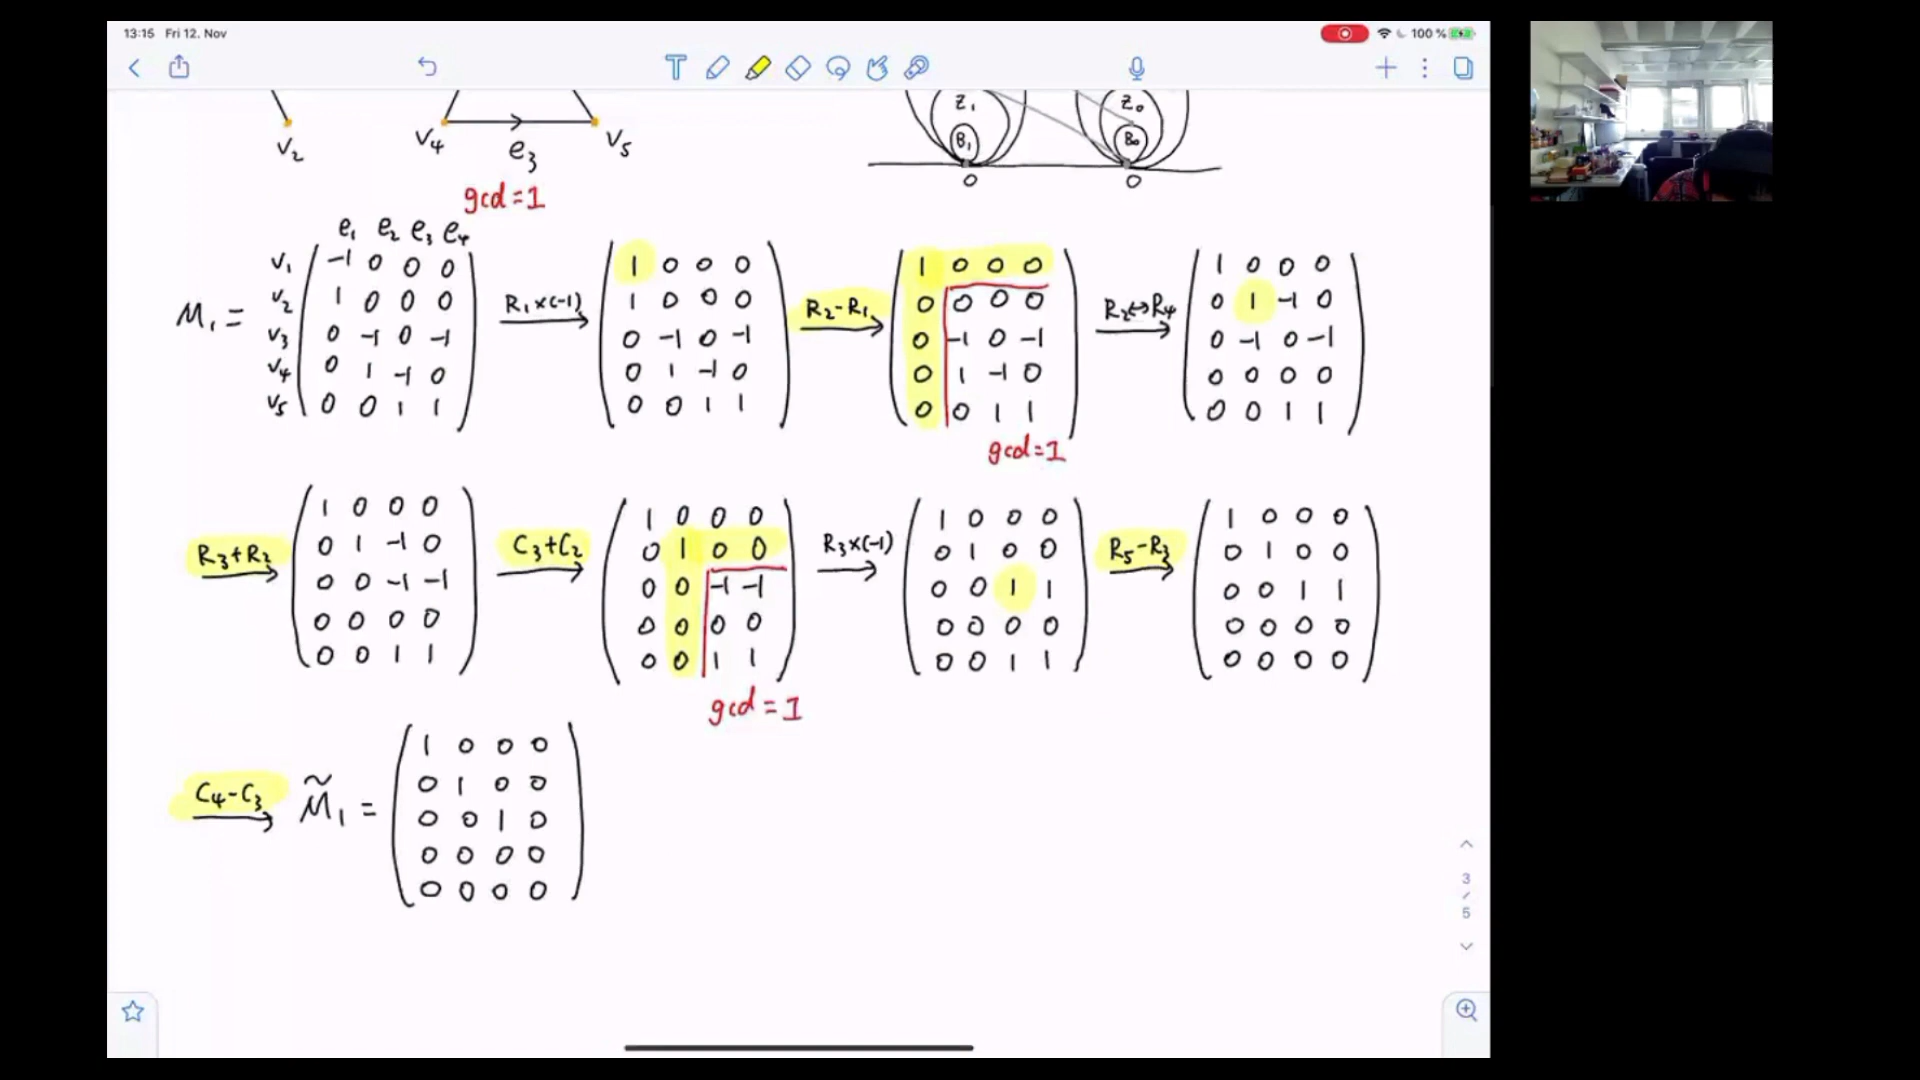 13:15 Fri 12. Nov
100 %
Z₁ Z₀
V₄ V₅
B₁ B₀
V₂ e₃
0 0
gcd=1
e₁ e₂ e₃ e₄
V₁ -1 0 0 0
V₂ 1 0 0 0
M₁ =
V₃ 0 -1 0 -1
V₄ 0 1 -1 0
V₅ 0 0 1 1
R₁×(-1)
1 0 0 0
1 0 0 0
0 -1 0 -1
0 1 -1 0
0 0 1 1
R₂-R₁
1 0 0 0
0 0 0 0
0 -1 0 -1
0 1 -1 0
0 0 1 1
gcd=1
R₂↔R₄
1 0 0 0
0 1 -1 0
0 -1 0 -1
0 0 0 0
0 0 1 1
R₃+R₂
1 0 0 0
0 1 -1 0
0 0 -1 -1
0 0 0 0
0 0 1 1
C₃+C₂
1 0 0 0
0 1 0 0
0 0 -1 -1
0 0 0 0
0 0 1 1
gcd=1
R₃×(-1)
1 0 0 0
0 1 0 0
0 0 1 1
0 0 0 0
0 0 1 1
R₅-R₃
1 0 0 0
0 1 0 0
0 0 1 1
0 0 0 0
0 0 0 0
C₄-C₃
M̃₁ =
1 0 0 0
0 1 0 0
0 0 1 0
0 0 0 0
0 0 0 0
3
/
5